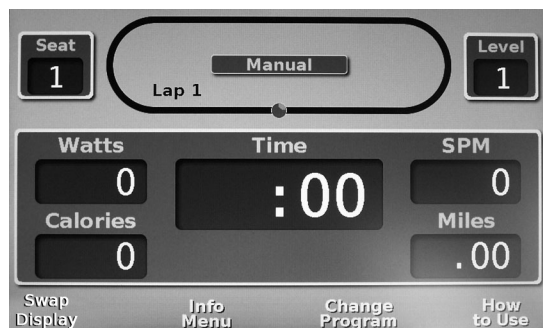 Seat
1
Manual
Lap 1
Level
1
Watts
0
Time
:00
SPM
0
Calories
0
Miles
.00
Swap
Display
Info
Menu
Change
Program
How
to Use